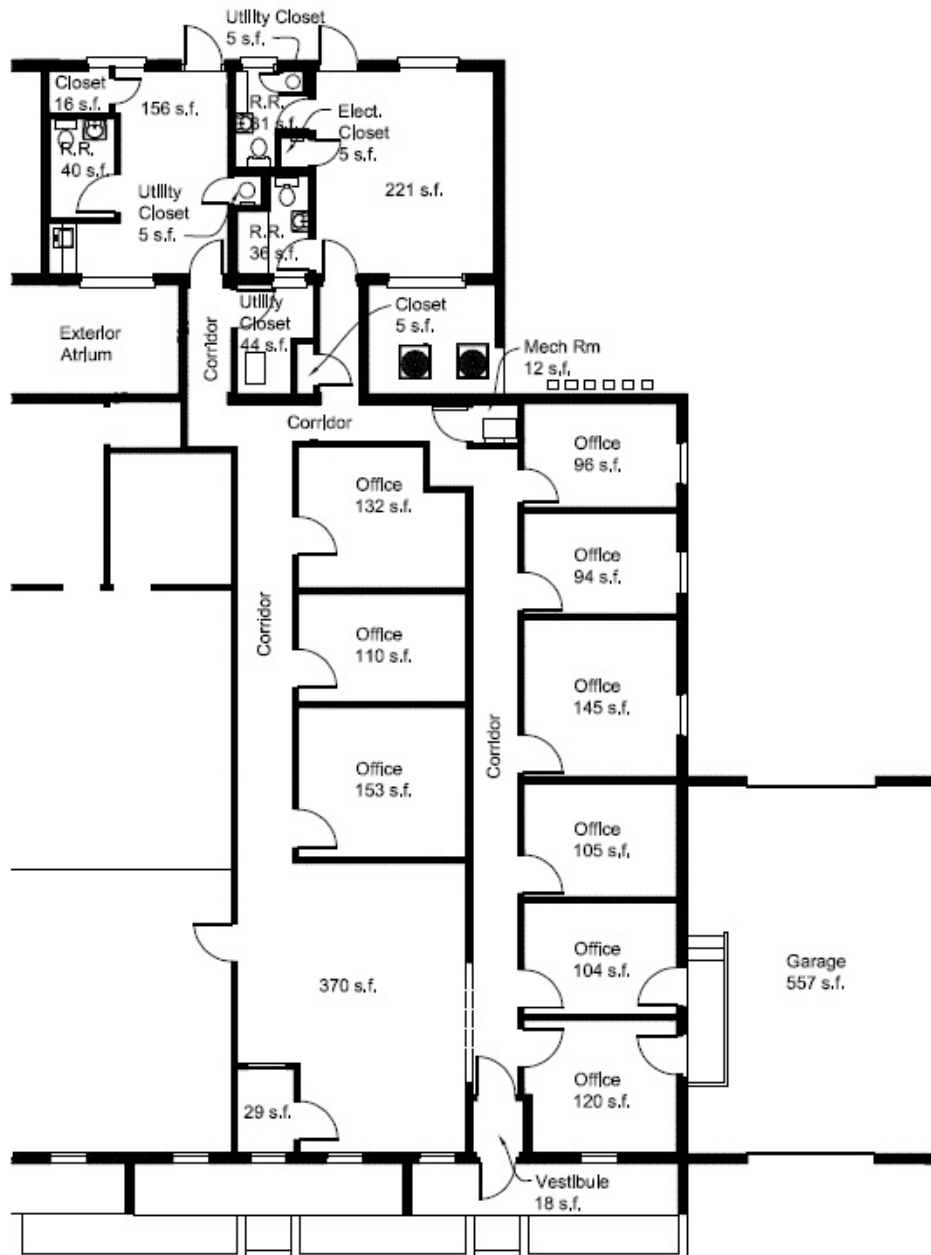 Utility Closet
5 s.f.
Closet
16 s.f.
156 s.f.
R.R.
31 s.f.
Elect.
Closet
5 s.f.
R.R.
40 s.f.
Utility
Closet
5 s.f.
221 s.f.
R.R.
36 s.f.
Exterior
Atrium
Corridor
Utility
Closet
44 s.f.
Closet
5 s.f.
Mech Rm
12 s.f.
Corridor
Office
96 s.f.
Office
132 s.f.
Office
94 s.f.
Corridor
Office
110 s.f.
Office
145 s.f.
Corridor
Office
153 s.f.
Office
105 s.f.
Office
104 s.f.
Garage
557 s.f.
370 s.f.
Office
120 s.f.
29 s.f.
Vestibule
18 s.f.